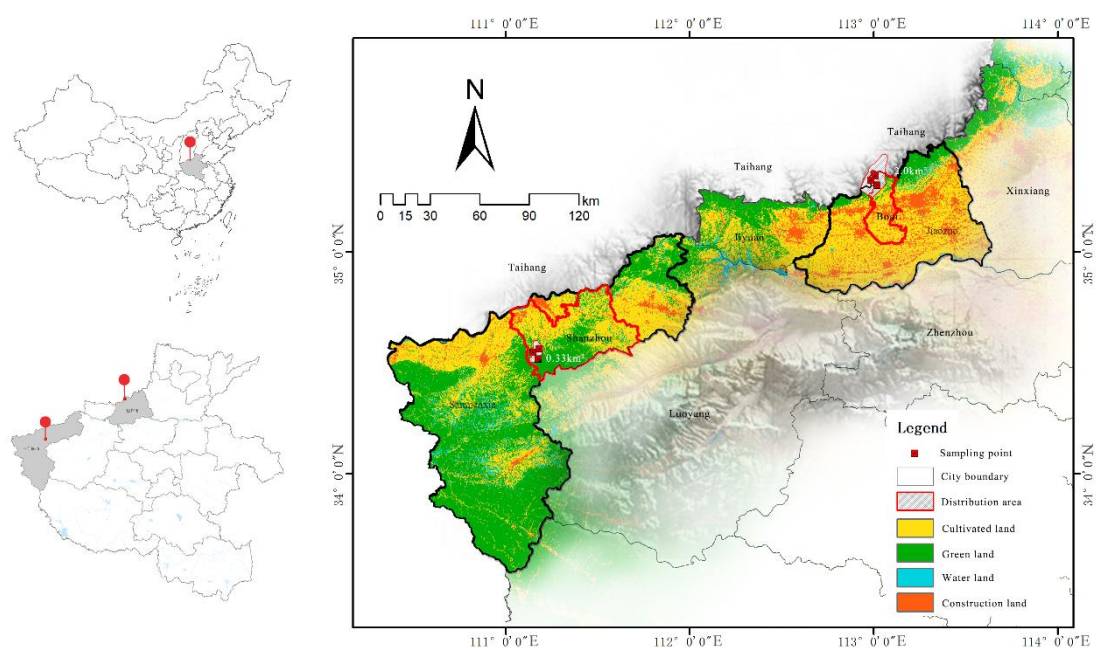 111° 0′0″E
112° 0′0″E
113° 0′0″E
114° 0′0″E
N
km
0 15 30 60 90 120
Taihang
Taihang
Taihang
Xinxiang
Jiyuan
Boai
Jiaozuo
Shanzhou
0.33km²
Zhenzhou
Luoyang
35° 0′0″N
34° 0′0″N
35° 0′0″N
34° 0′0″N
Legend
Sampling point
City boundary
Distribution area
Cultivated land
Green land
Water land
Construction land
111° 0′0″E
112° 0′0″E
113° 0′0″E
114° 0′0″E